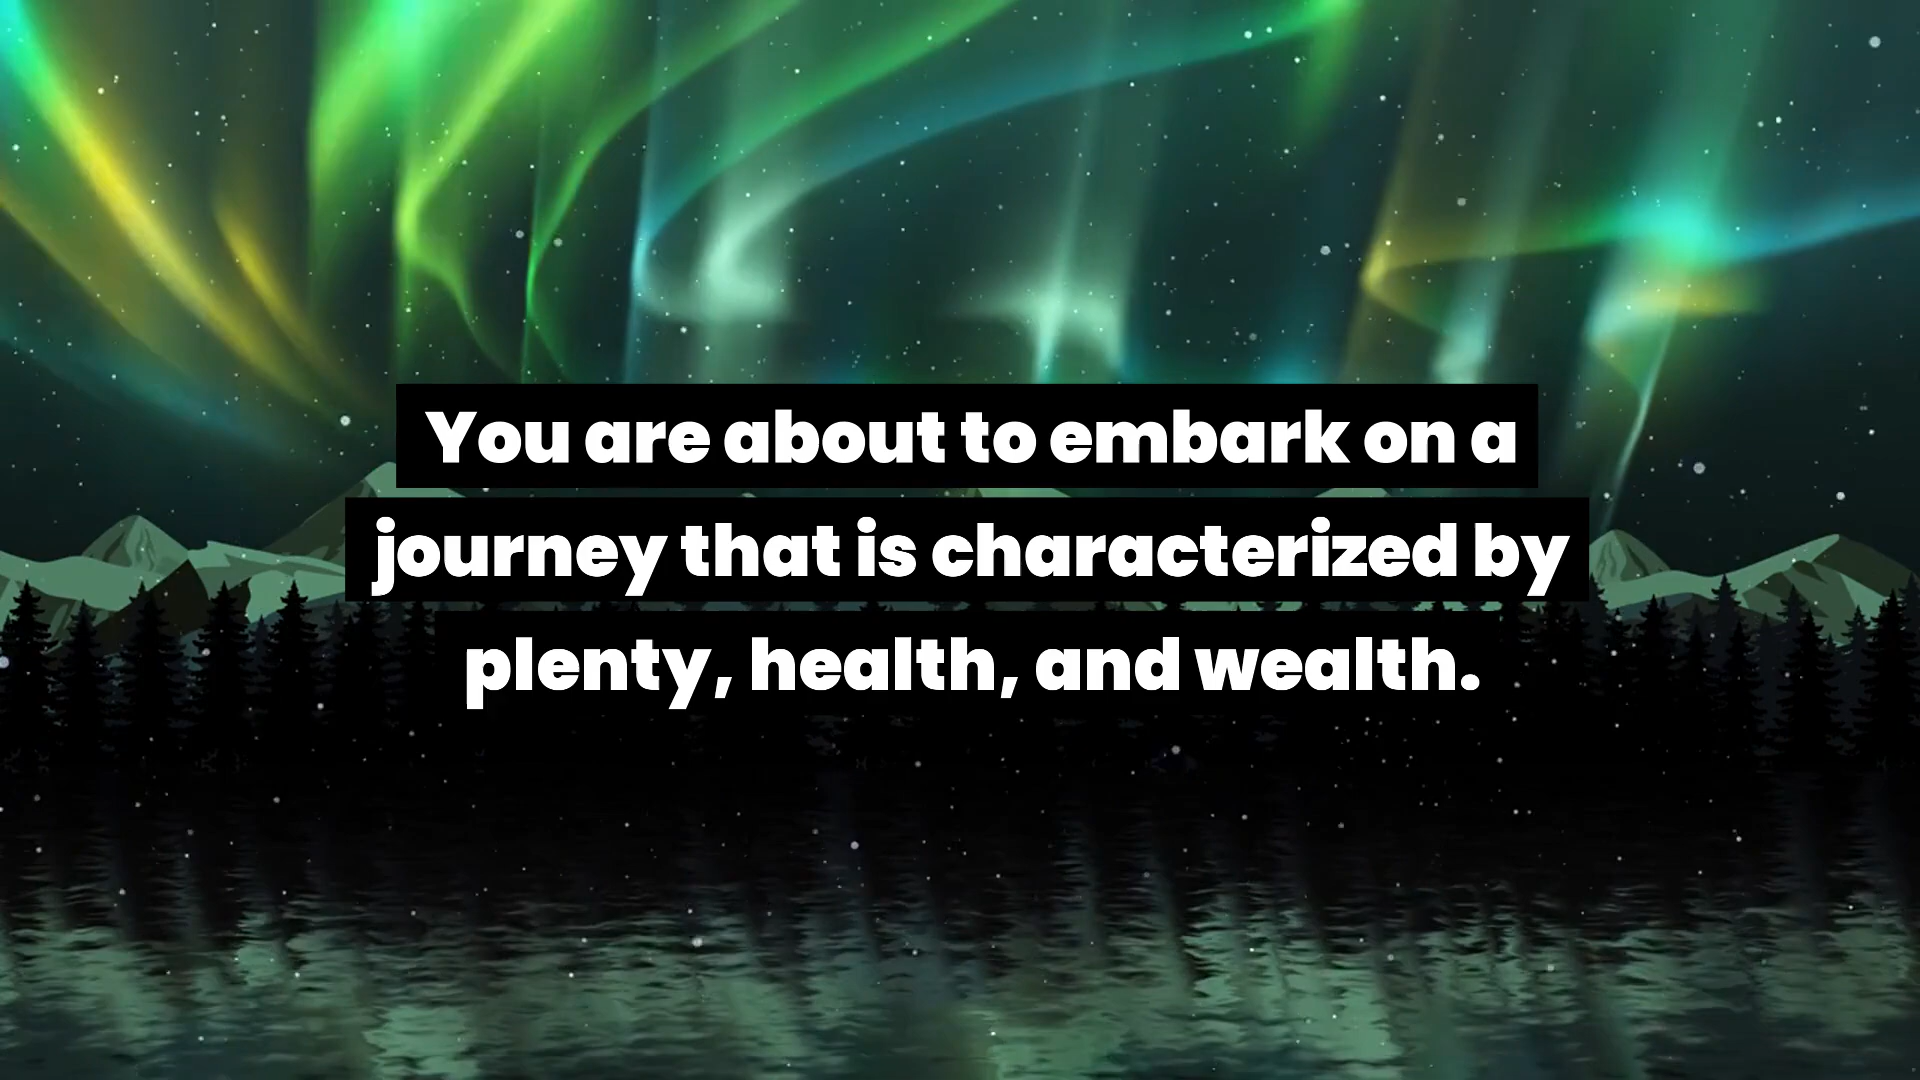 You are about to embark on a
journey that is characterized by
plenty, health, and wealth.